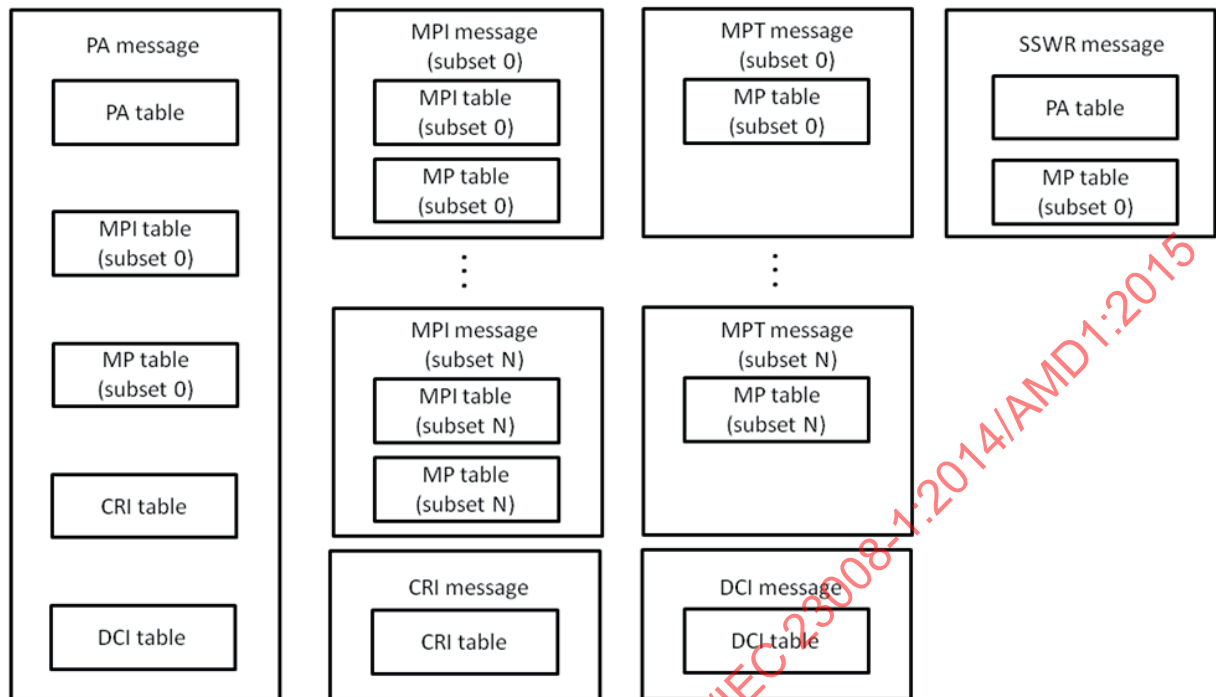 PA message
PA table
MPI table
(subset 0)
MP table
(subset 0)
CRI table
DCI table
MPI message
(subset 0)
MPI table
(subset 0)
MP table
(subset 0)
⋮
MPI message
(subset N)
MPI table
(subset N)
MP table
(subset N)
CRI message
CRI table
MPT message
(subset 0)
MP table
(subset 0)
⋮
MPT message
(subset N)
MP table
(subset N)
DCI message
DCI table
SSWR message
PA table
MP table
(subset 0)
IEC 23008-1:2014/AMD1:2015